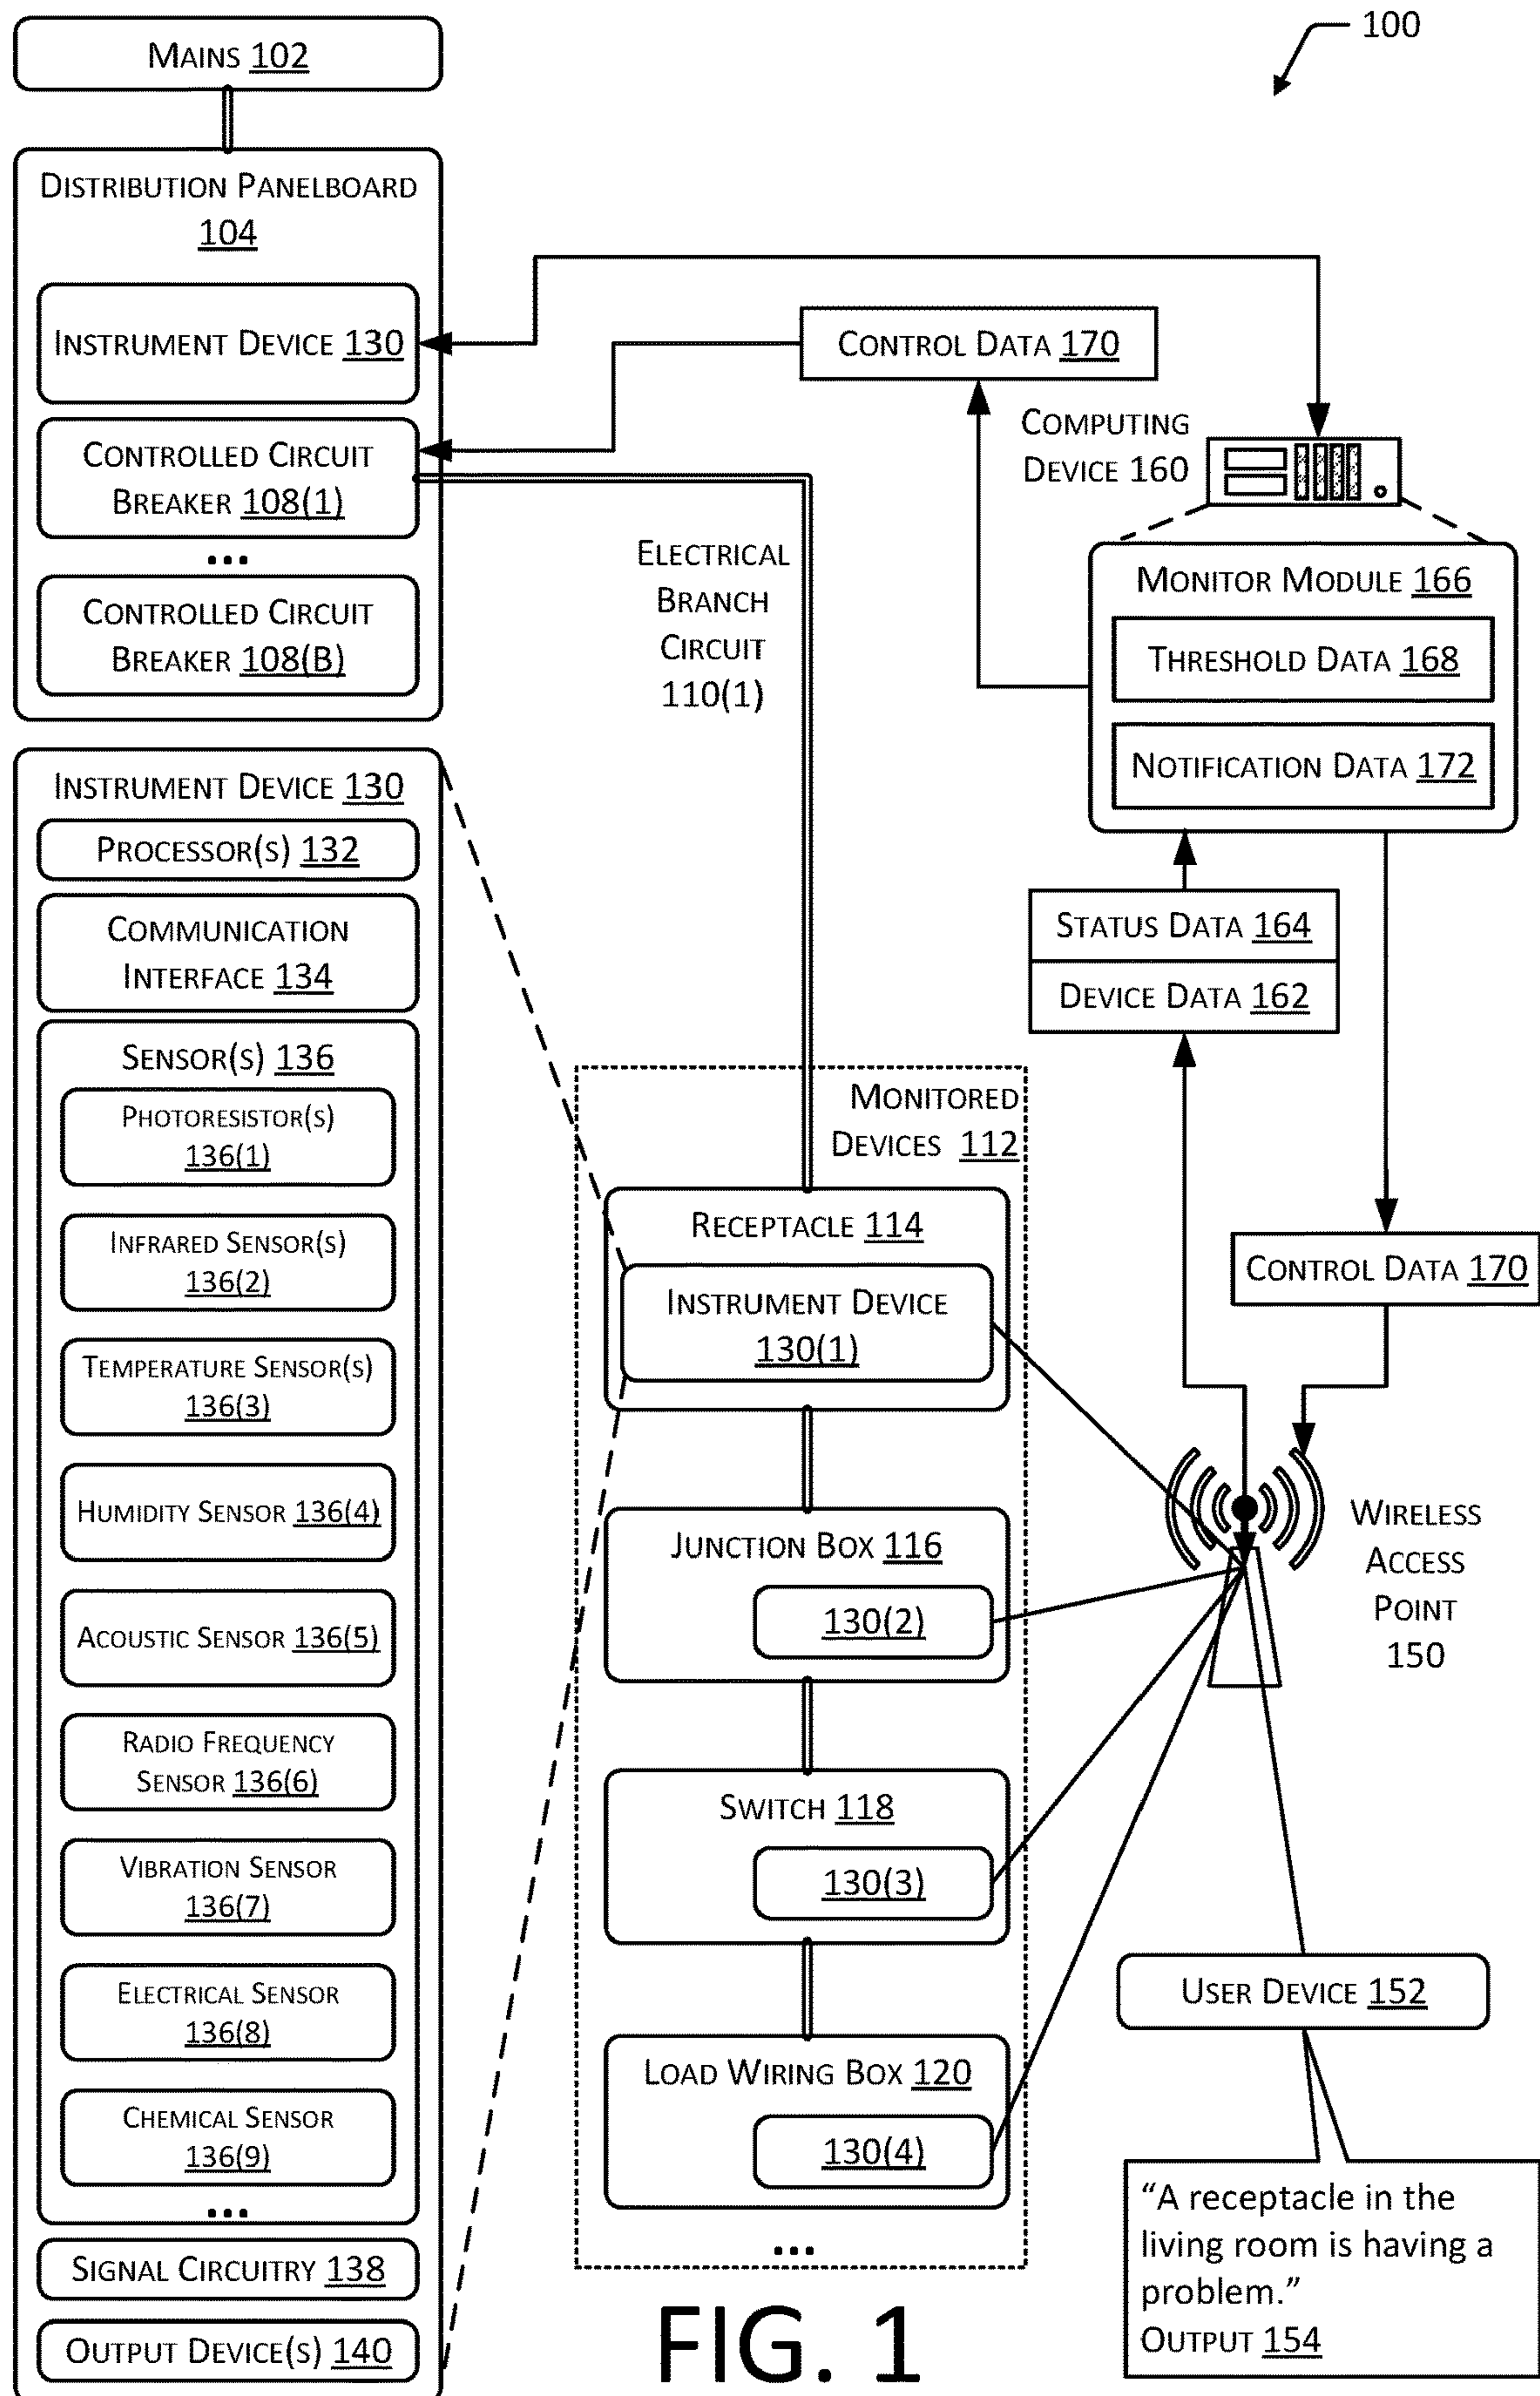 100
MAINS 102
DISTRIBUTION PANELBOARD
104
INSTRUMENT DEVICE 130
CONTROLLED CIRCUIT
BREAKER 108(1)
...
CONTROLLED CIRCUIT
BREAKER 108(B)
CONTROL DATA 170
COMPUTING
DEVICE 160
ELECTRICAL
BRANCH
CIRCUIT
110(1)
MONITOR MODULE 166
THRESHOLD DATA 168
NOTIFICATION DATA 172
STATUS DATA 164
DEVICE DATA 162
CONTROL DATA 170
INSTRUMENT DEVICE 130
PROCESSOR(S) 132
COMMUNICATION
INTERFACE 134
SENSOR(S) 136
PHOTORESISTOR(S)
136(1)
INFRARED SENSOR(S)
136(2)
TEMPERATURE SENSOR(S)
136(3)
HUMIDITY SENSOR 136(4)
ACOUSTIC SENSOR 136(5)
RADIO FREQUENCY
SENSOR 136(6)
VIBRATION SENSOR
136(7)
ELECTRICAL SENSOR
136(8)
CHEMICAL SENSOR
136(9)
...
SIGNAL CIRCUITRY 138
OUTPUT DEVICE(S) 140
MONITORED
DEVICES 112
RECEPTACLE 114
INSTRUMENT DEVICE
130(1)
JUNCTION BOX 116
130(2)
SWITCH 118
130(3)
LOAD WIRING BOX 120
130(4)
...
WIRELESS
ACCESS
POINT
150
USER DEVICE 152
“A receptacle in the
living room is having a
problem.”
OUTPUT 154
FIG. 1